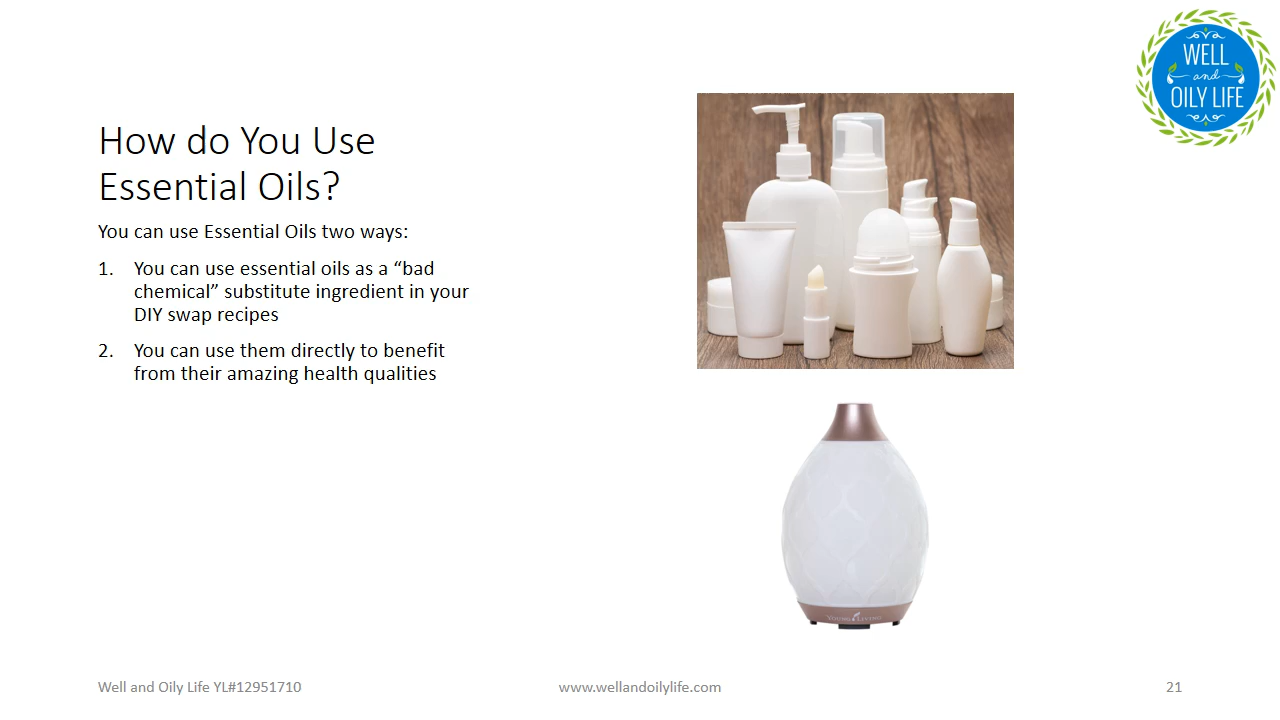 WELL
and
OILY LIFE
How do You Use
Essential Oils?
You can use Essential Oils two ways:
1. You can use essential oils as a “bad
chemical” substitute ingredient in your
DIY swap recipes
2. You can use them directly to benefit
from their amazing health qualities
YOUNG LIVING
Well and Oily Life YL#12951710
www.wellandoilylife.com
21